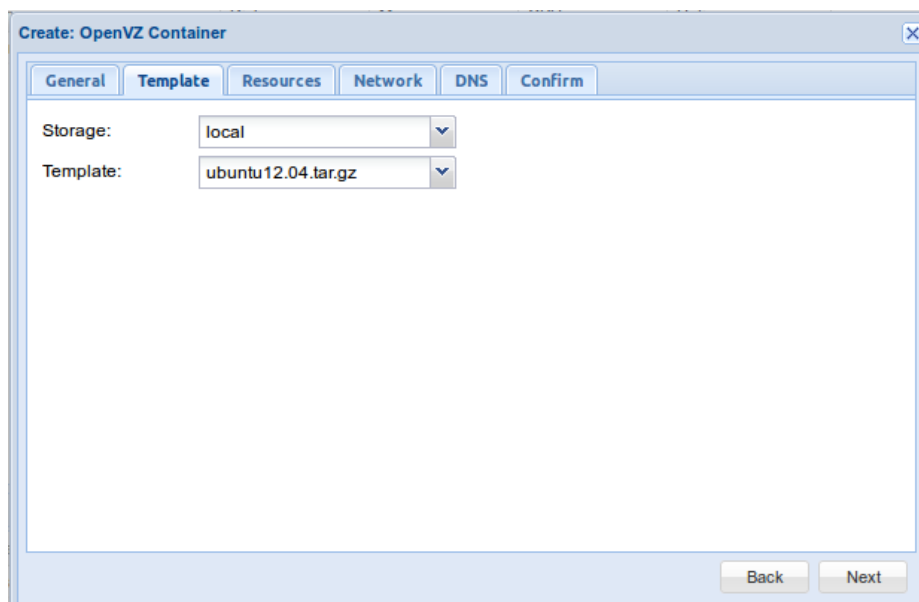 Create: OpenVZ Container
General Template Resources Network DNS Confirm
Storage: local
Template: ubuntu12.04.tar.gz
Back Next